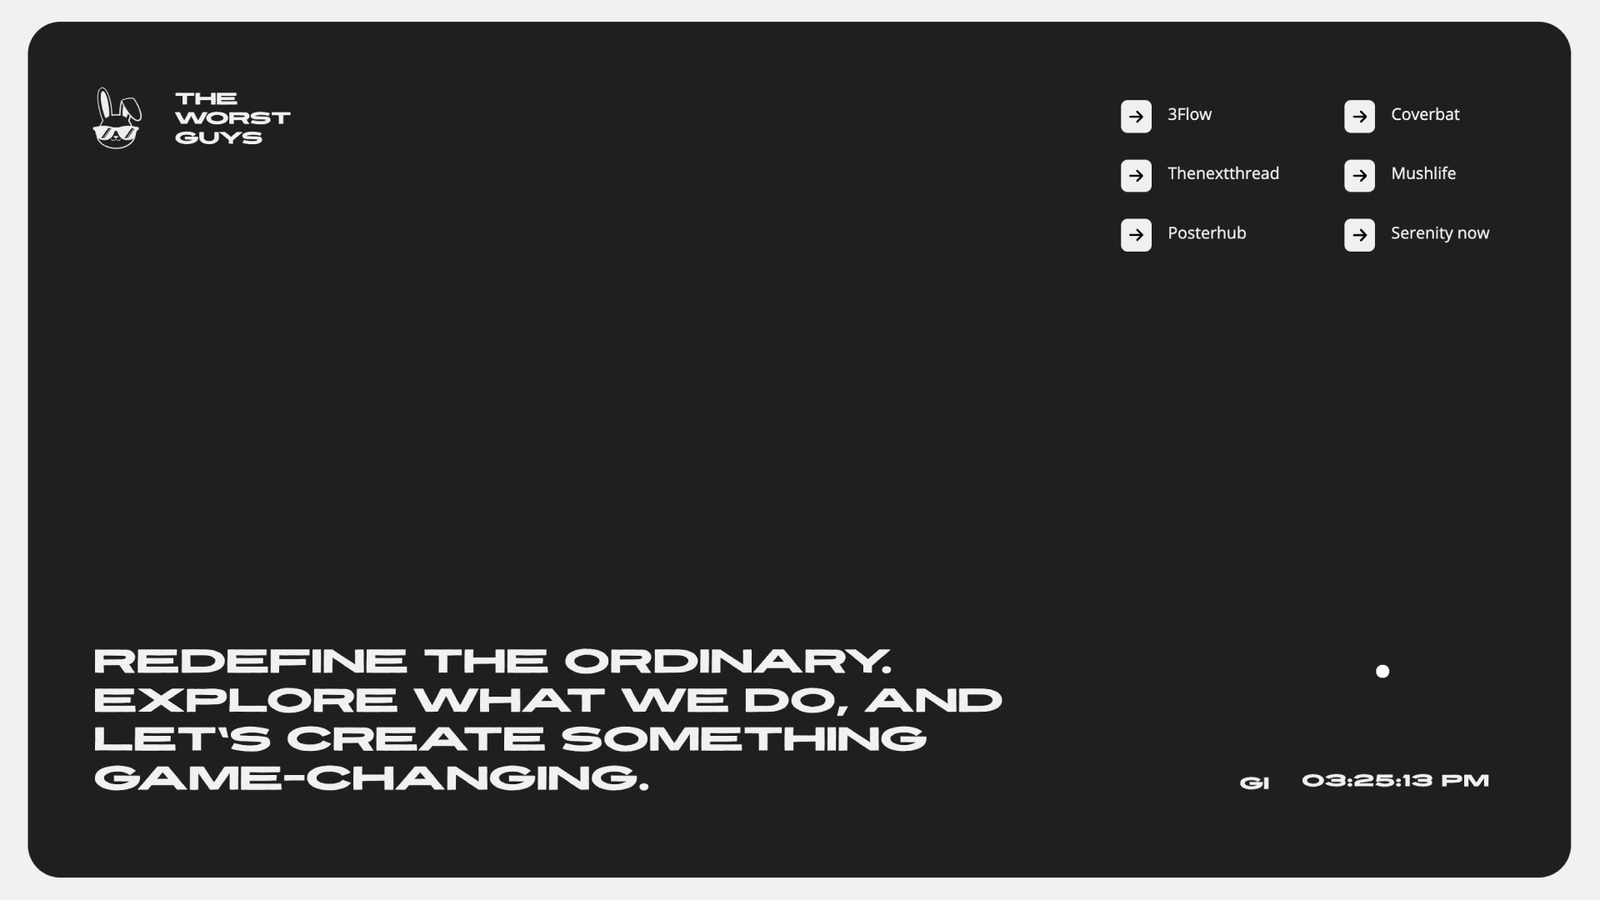 THE
WORST
GUYS
3Flow
Coverbat
Thenextthread
Mushlife
Posterhub
Serenity now
REDEFINE THE ORDINARY.
EXPLORE WHAT WE DO, AND
LET'S CREATE SOMETHING
GAME-CHANGING.
GI 03:25:13 PM